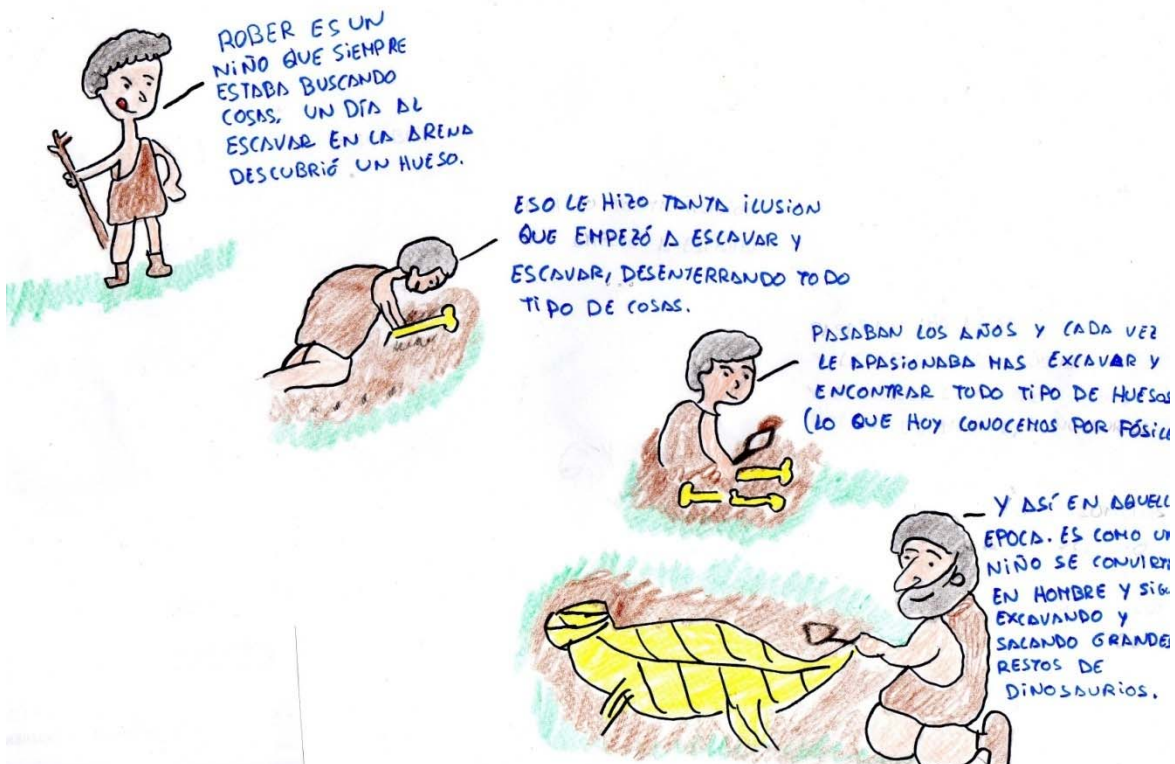 ROBER ES UN
NIÑO QUE SIEMPRE
ESTABA BUSCANDO
COSAS, UN DÍA AL
ESCAVAR EN LA ARENA
DESCUBRIÓ UN HUESO.
ESO LE HIZO TANTA ILUSION
QUE EMPEZÓ A ESCAVAR Y
ESCAVAR, DESENTERRANDO TODO
TIPO DE COSAS.
PASABAN LOS AÑOS Y CADA VEZ
LE APASIONABA MAS EXCAVAR Y
ENCONTRAR TODO TIPO DE HUESOS
(LO QUE HOY CONOCEMOS POR
Y ASÍ EN
EPOCA. ES COMO
NIÑO SE
EN HOMBRE Y
EXCAVANDO Y
SACANDO GRANDES
RESTOS DE
DINOSAURIOS.